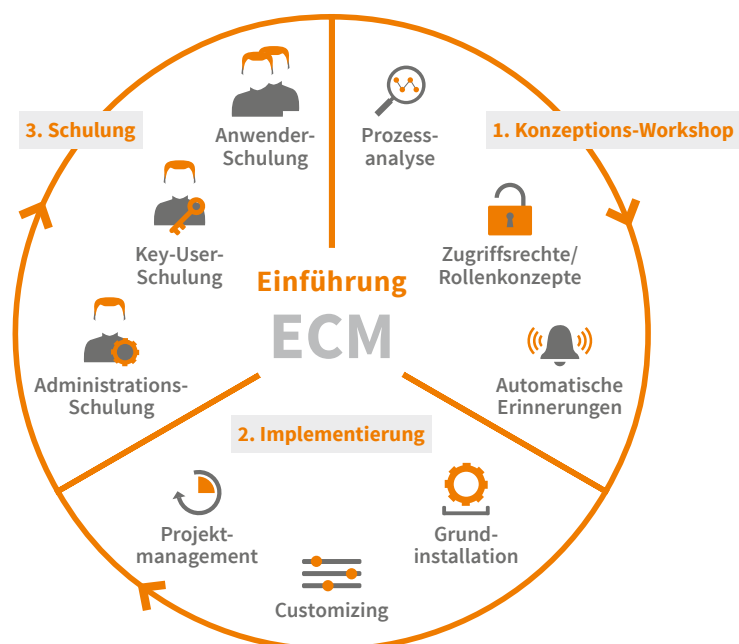 Einführung
ECM
1. Konzeptions-Workshop
Prozess-
analyse
Zugriffsrechte/
Rollenkonzepte
Automatische
Erinnerungen
2. Implementierung
Grund-
installation
Customizing
Projekt-
management
3. Schulung
Administrations-
Schulung
Key-User-
Schulung
Anwender-
Schulung